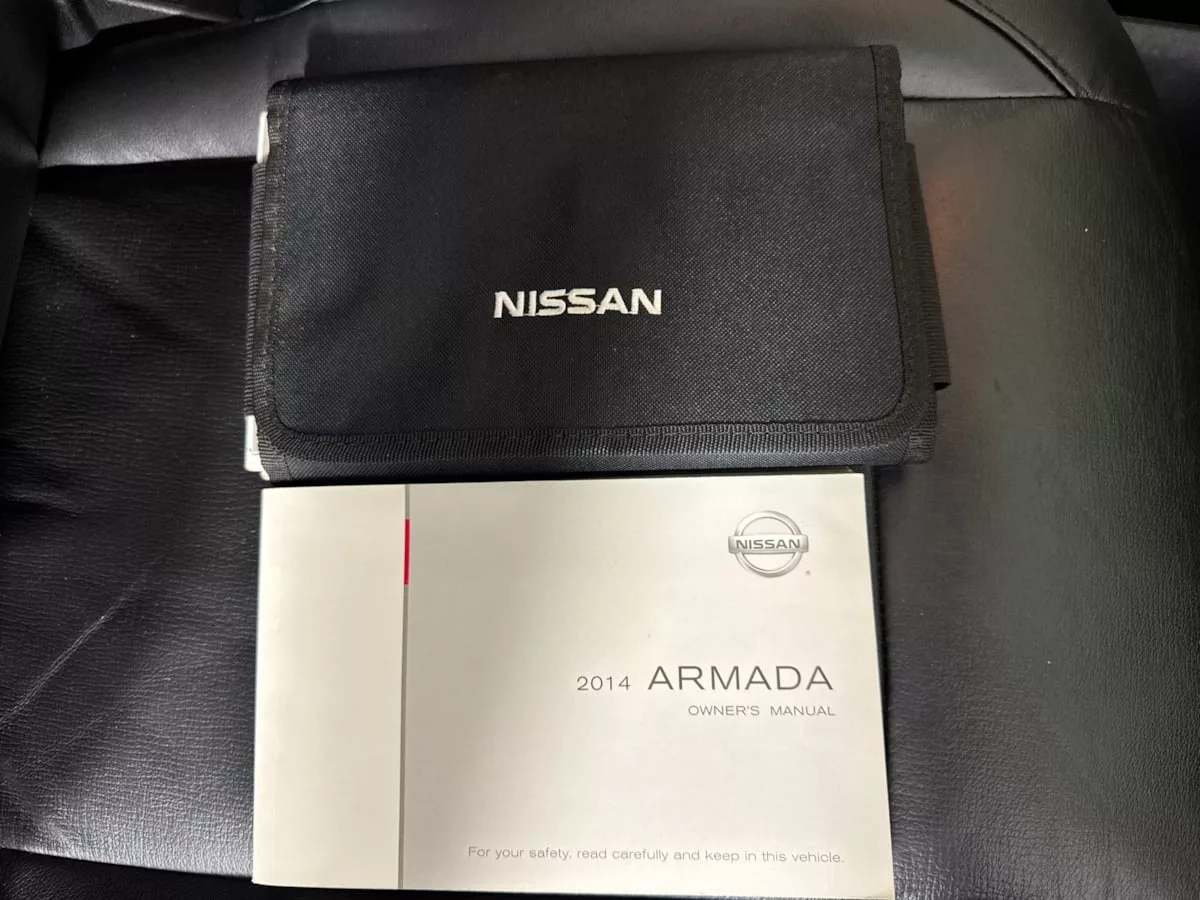 NISSAN
NISSAN
2014 ARMADA
OWNER'S MANUAL
For your safety, read carefully and keep in this vehicle.